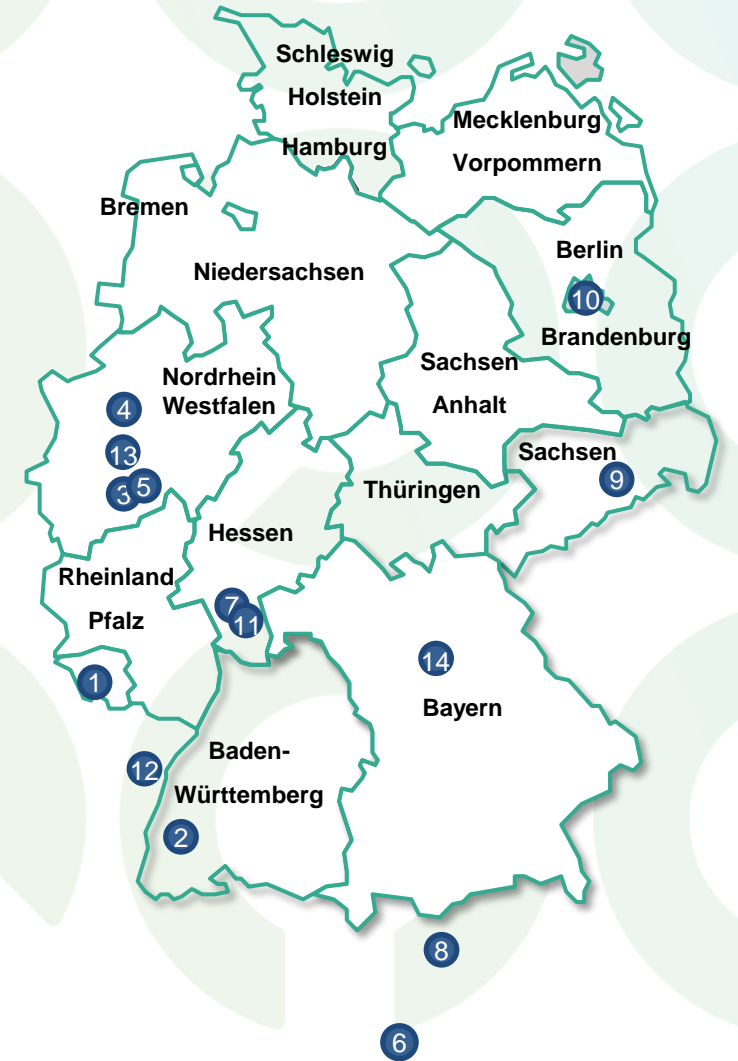 Schleswig
Holstein
Hamburg
Mecklenburg
Vorpommern
Bremen
Niedersachsen
Berlin
10
Brandenburg
Sachsen
Anhalt
Nordrhein
Westfalen
4
13
3
5
Sachsen
9
Thüringen
Hessen
Rheinland
Pfalz
7
11
1
14
Bayern
Baden-
Württemberg
12
2
8
6